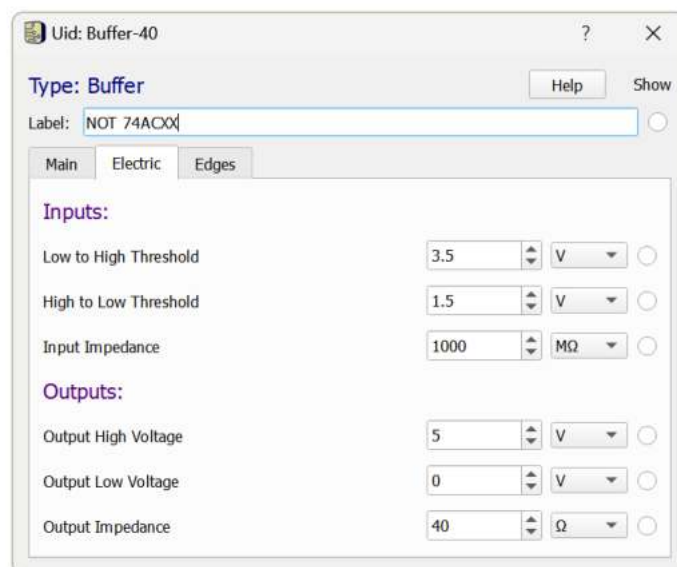 Uid: Buffer-40 ? X
Type: Buffer Help Show
Label: NOT 74ACXX
Main Electric Edges
Inputs:
Low to High Threshold 3.5 V
High to Low Threshold 1.5 V
Input Impedance 1000 MΩ
Outputs:
Output High Voltage 5 V
Output Low Voltage 0 V
Output Impedance 40 Ω